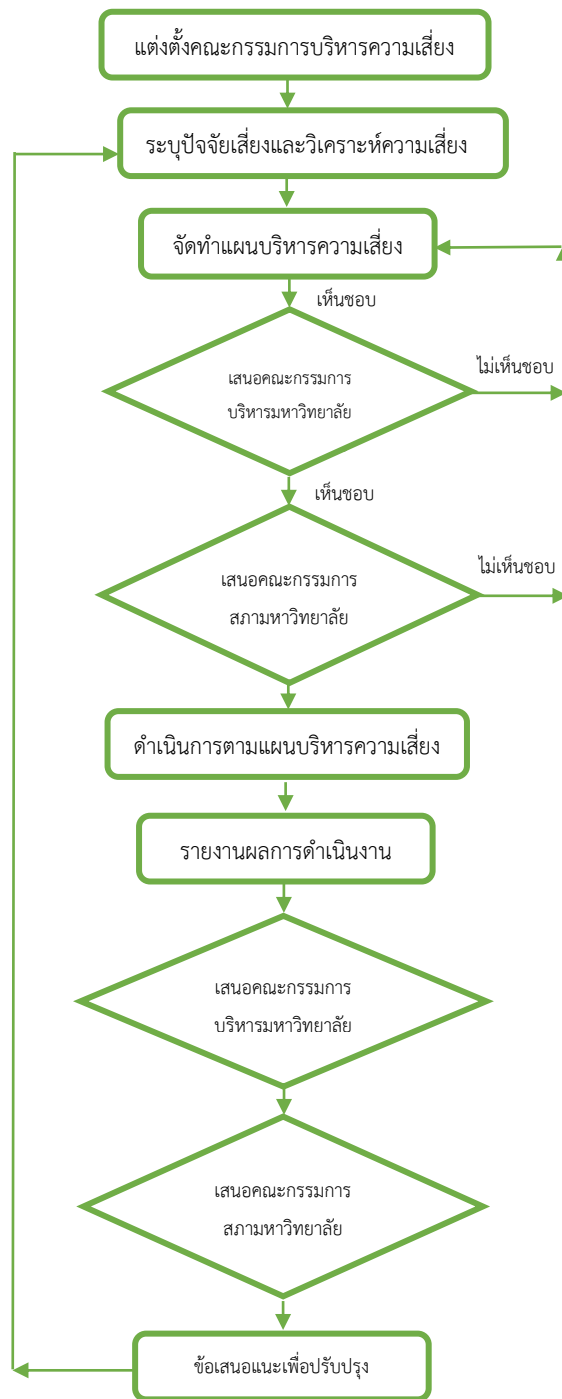 แต่งตั้งคณะกรรมการบริหารความเสี่ยง
ระบุปัจจัยเสี่ยงและวิเคราะห์ความเสี่ยง
จัดทำแผนบริหารความเสี่ยง
เห็นชอบ
เสนอคณะกรรมการ
บริหารมหาวิทยาลัย
ไม่เห็นชอบ
เห็นชอบ
เสนอคณะกรรมการ
สภามหาวิทยาลัย
ไม่เห็นชอบ
ดำเนินการตามแผนบริหารความเสี่ยง
รายงานผลการดำเนินงาน
เสนอคณะกรรมการ
บริหารมหาวิทยาลัย
เสนอคณะกรรมการ
สภามหาวิทยาลัย
ข้อเสนอแนะเพื่อปรับปรุง